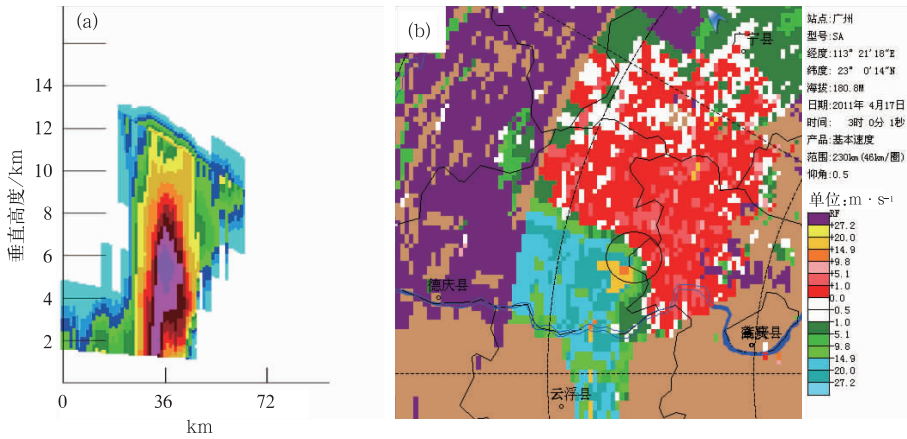 (a)
垂直高度/km
14
12
10
8
6
4
2
0
36
72
km
(b)
宁县
德庆县
云浮县
站点:广州
型号:SA
经度:113° 21'18"E
纬度: 23° 0'14"N
海拔:180.8M
日期:2011年 4月17日
时间: 3时 0分 1秒
产品:基本速度
范围:230km(46km/圈)
仰角:0.5
单位:m·s⁻¹
RF
+27.2
+20.0
+14.9
+9.8
+5.1
+1.0
0.0
-0.5
-1.0
-5.1
-9.8
-14.9
-20.0
-27.2